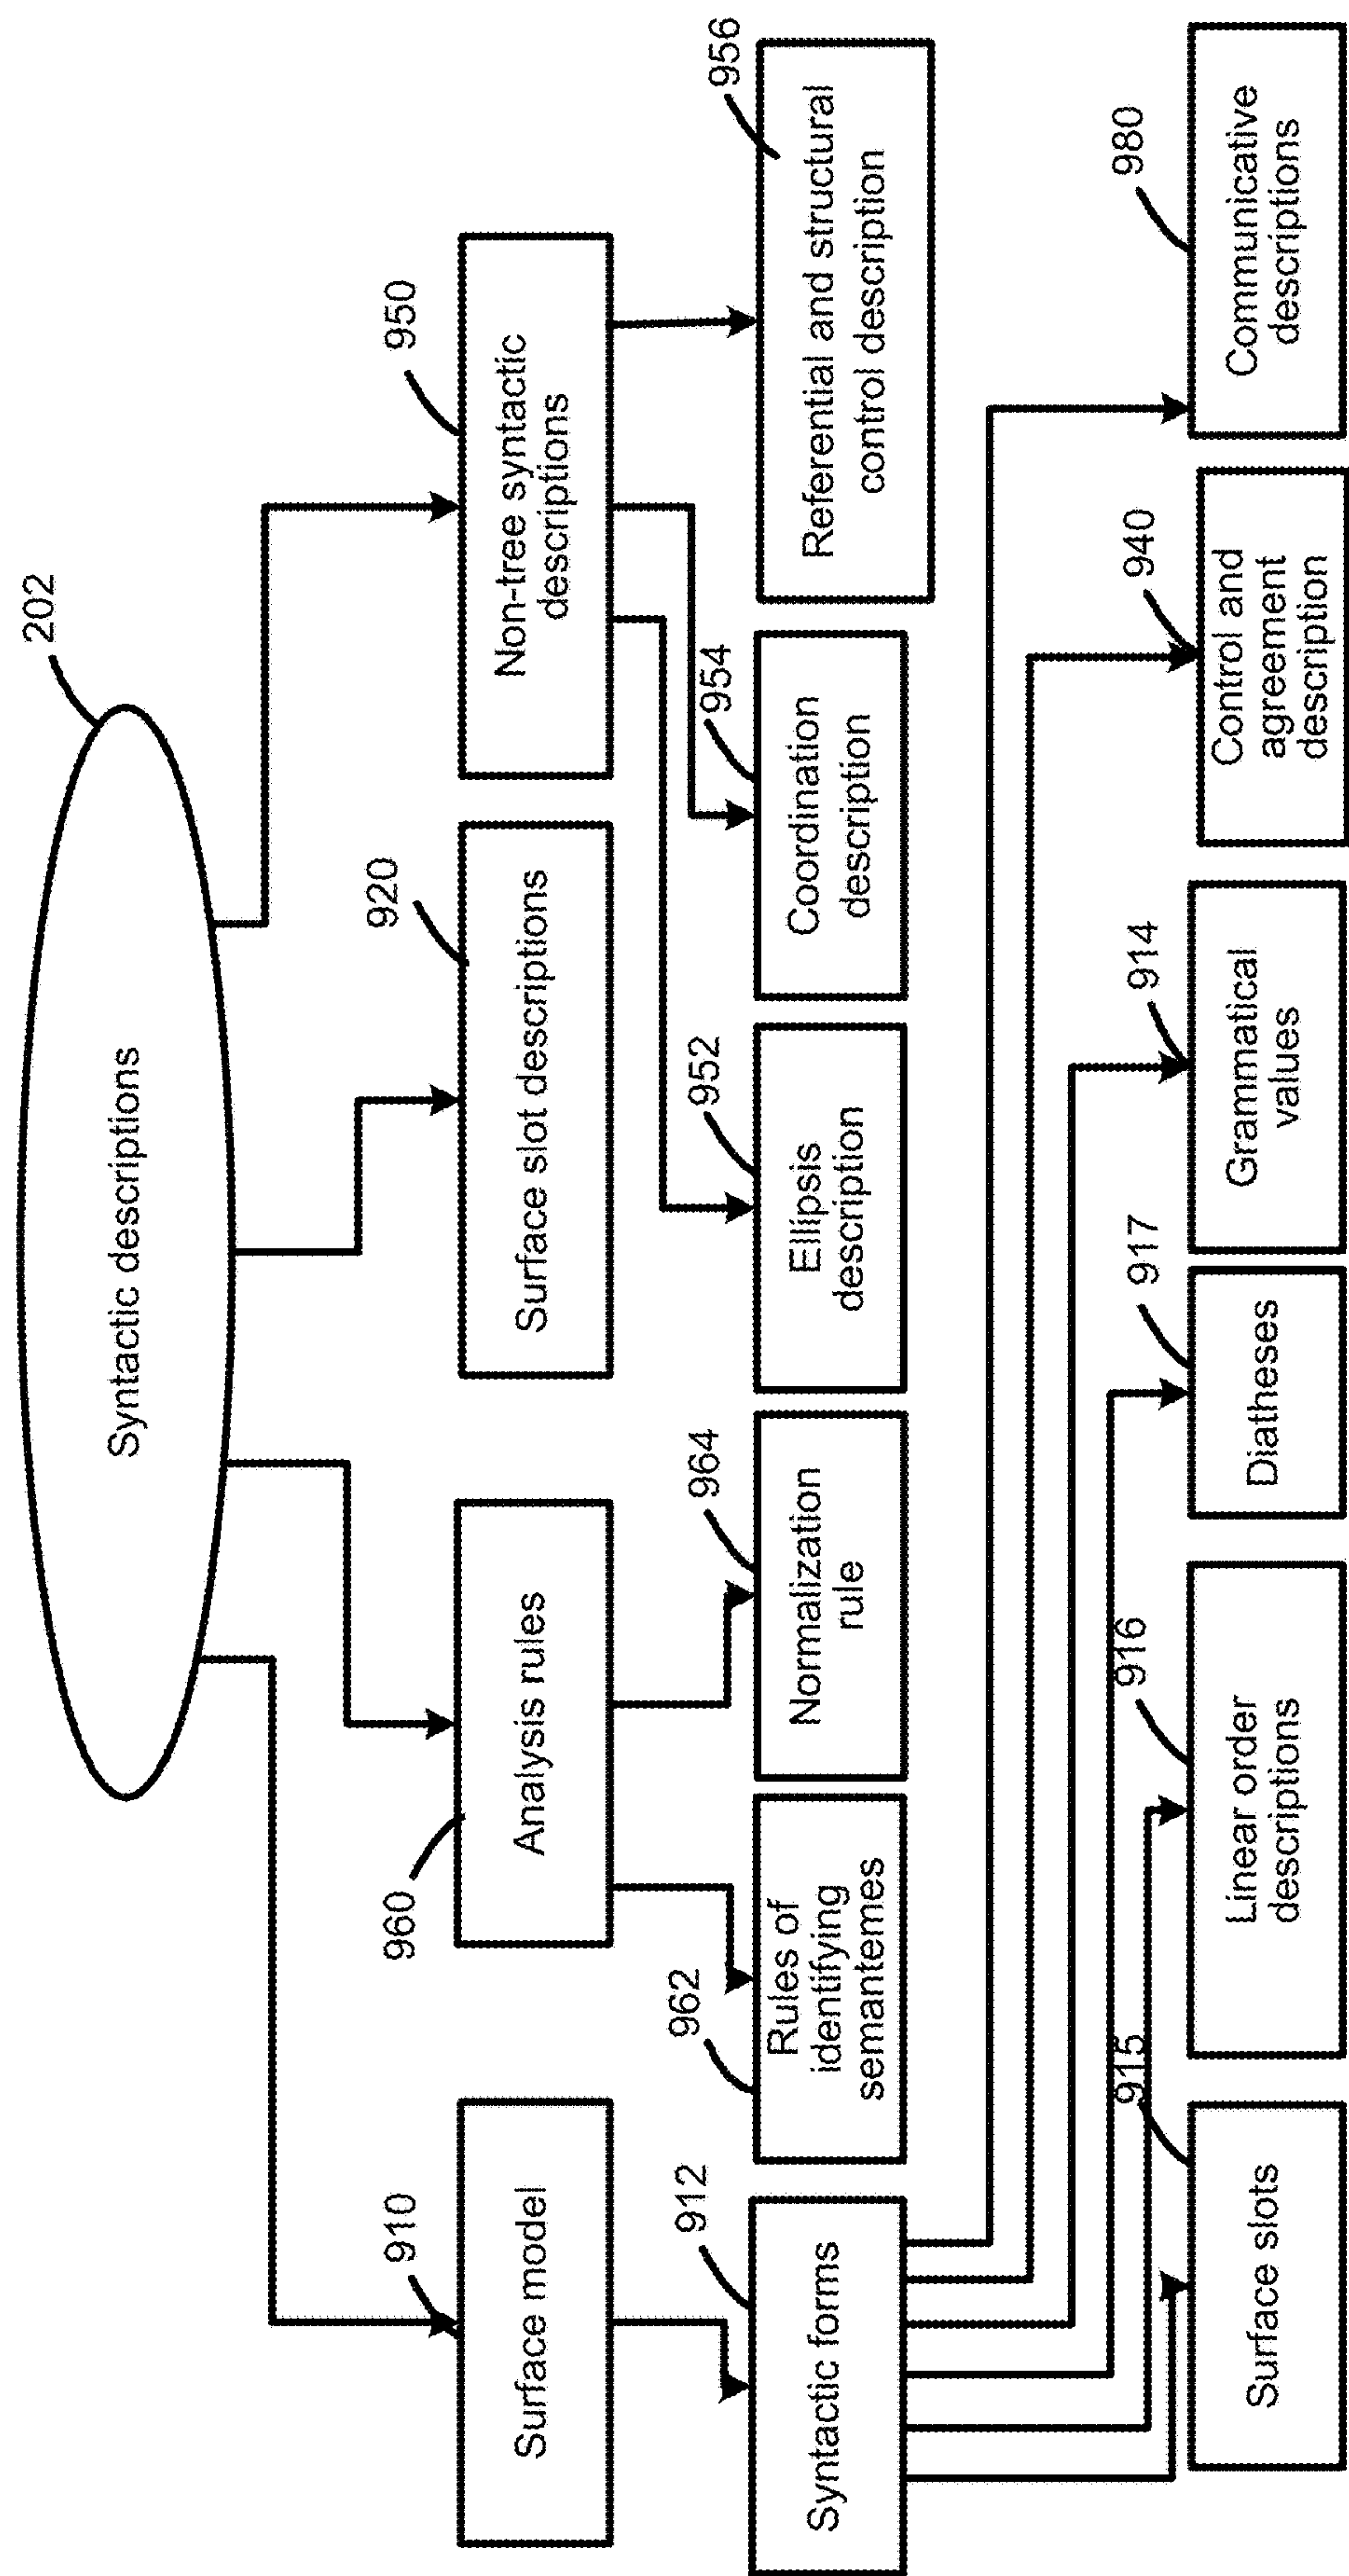 Syntactic descriptions
202
910
Surface model
960
Analysis rules
920
Surface slot descriptions
950
Non-tree syntactic
descriptions
912
Syntactic forms
962
Rules of
identifying
semantemes
964
Normalization
rule
952
Ellipsis
description
954
Coordination
description
956
Referential and structural
control description
915
Surface slots
916
Linear order
descriptions
917
Diatheses
914
Grammatical
values
940
Control and
agreement
description
980
Communicative
descriptions